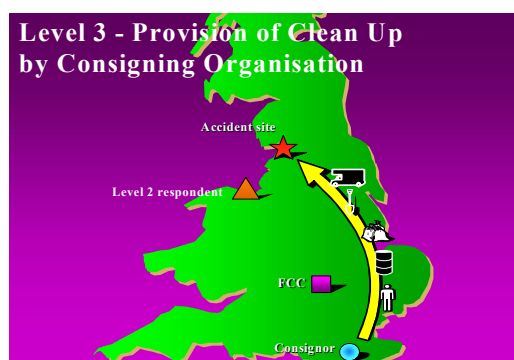 Level 3 - Provision of Clean Up
by Consigning Organisation
Accident site
Level 2 respondent
FCC
Consignor